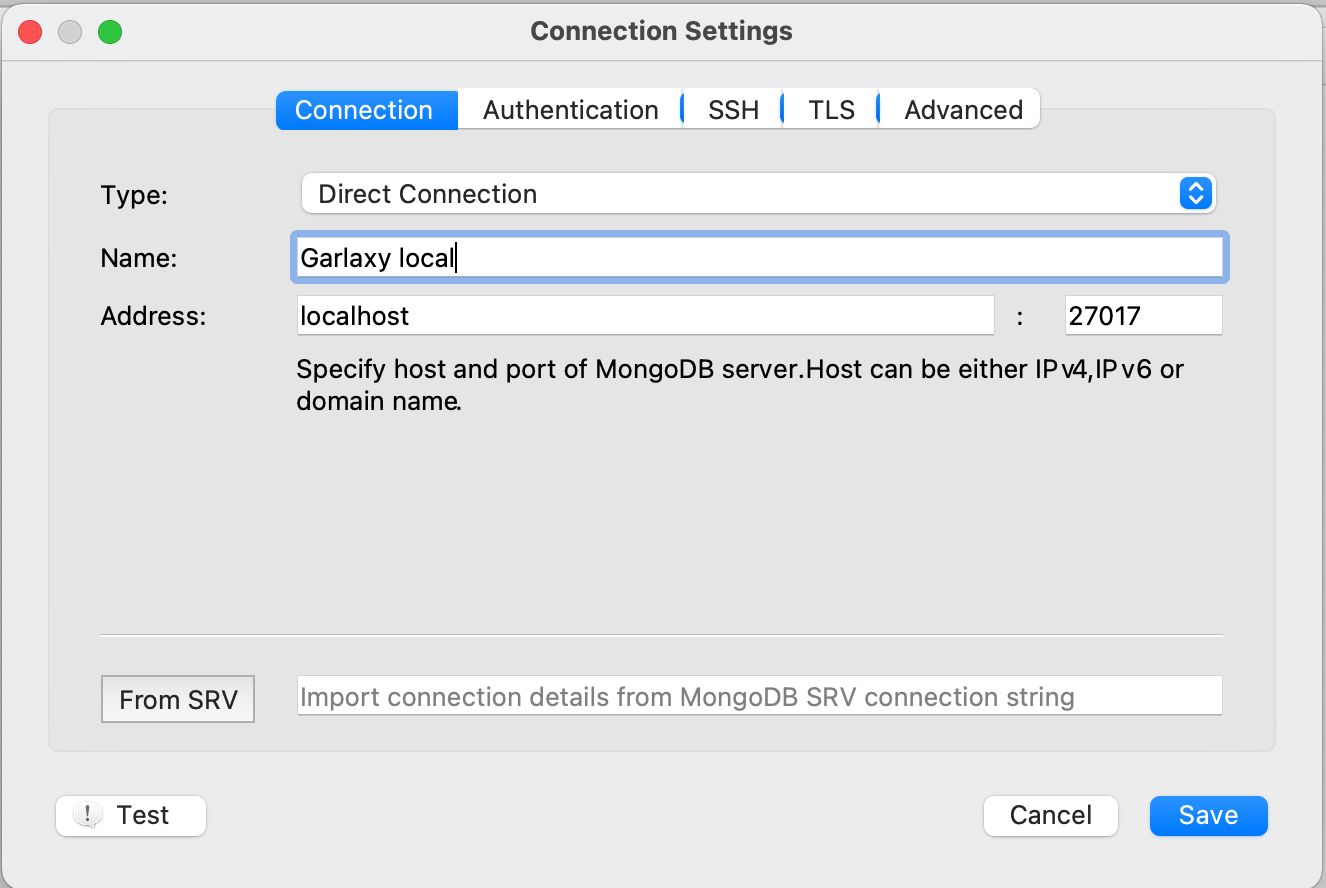 Connection Settings
Connection Authentication SSH TLS Advanced
Type: Direct Connection
Name: Garlaxy local
Address: localhost : 27017
Specify host and port of MongoDB server.Host can be either IPv4,IPv6 or
domain name.
From SRV Import connection details from MongoDB SRV connection string
! Test Cancel Save